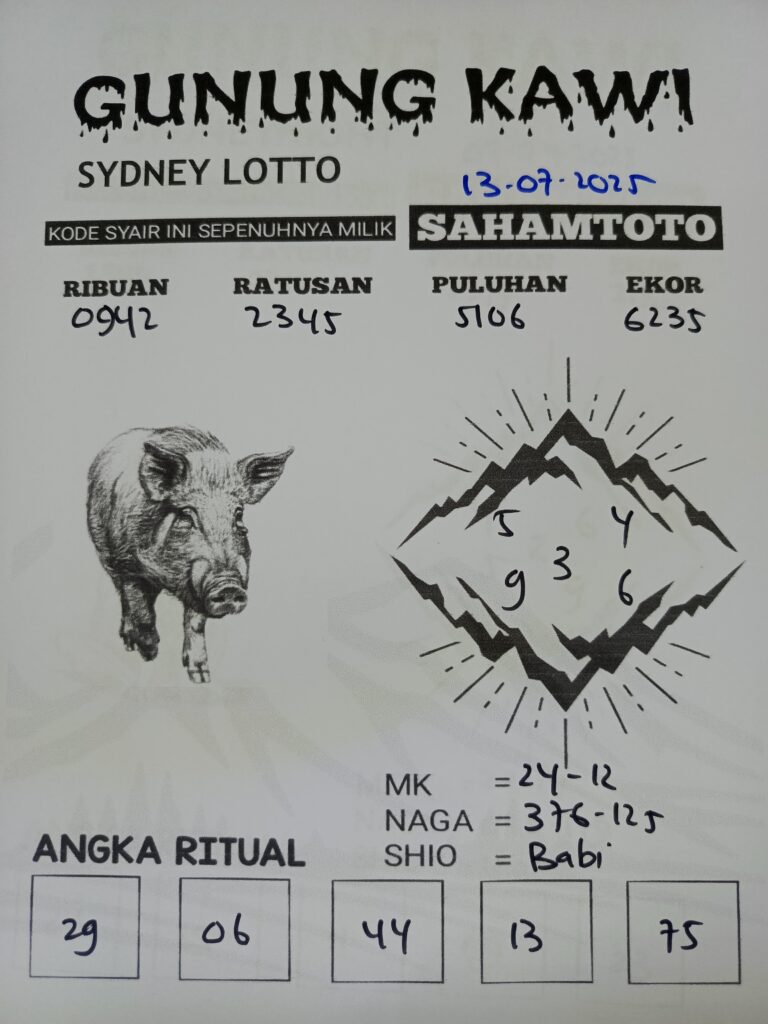 GUNUNG KAWI
SYDNEY LOTTO
13-07-2025
KODE SYAIR INI SEPENUHNYA MILIK SAHAMTOTO
RIBUAN RATUSAN PULUHAN EKOR
0942 2345 5106 6235
5 4
3
9 6
MK = 24-12
NAGA = 376-125
SHIO = Babi
ANGKA RITUAL
29 06 44 13 75